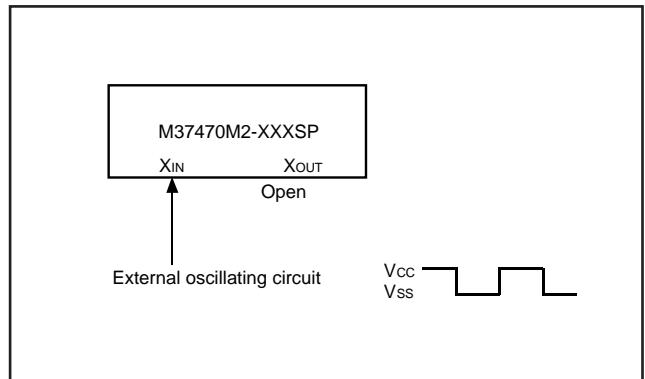 M37470M2-XXXSP
XIN XOUT
Open
External oscillating circuit
VCC
VSS